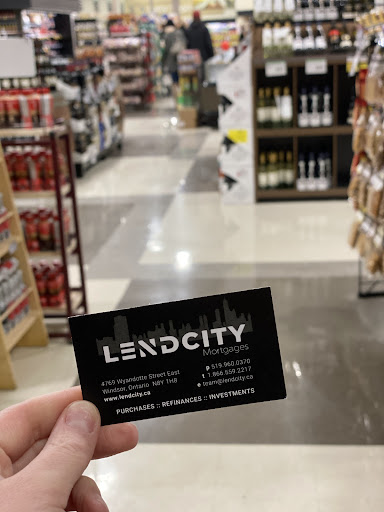 LENDCITY
Mortgages
4769 Wyandotte Street East
Windsor, Ontario N8Y 1H8
www.lendcity.ca
P 519.960.0370
t 1.866.559.2217
e team@lendcity.ca
PURCHASES :: REFINANCES :: INVESTMENTS